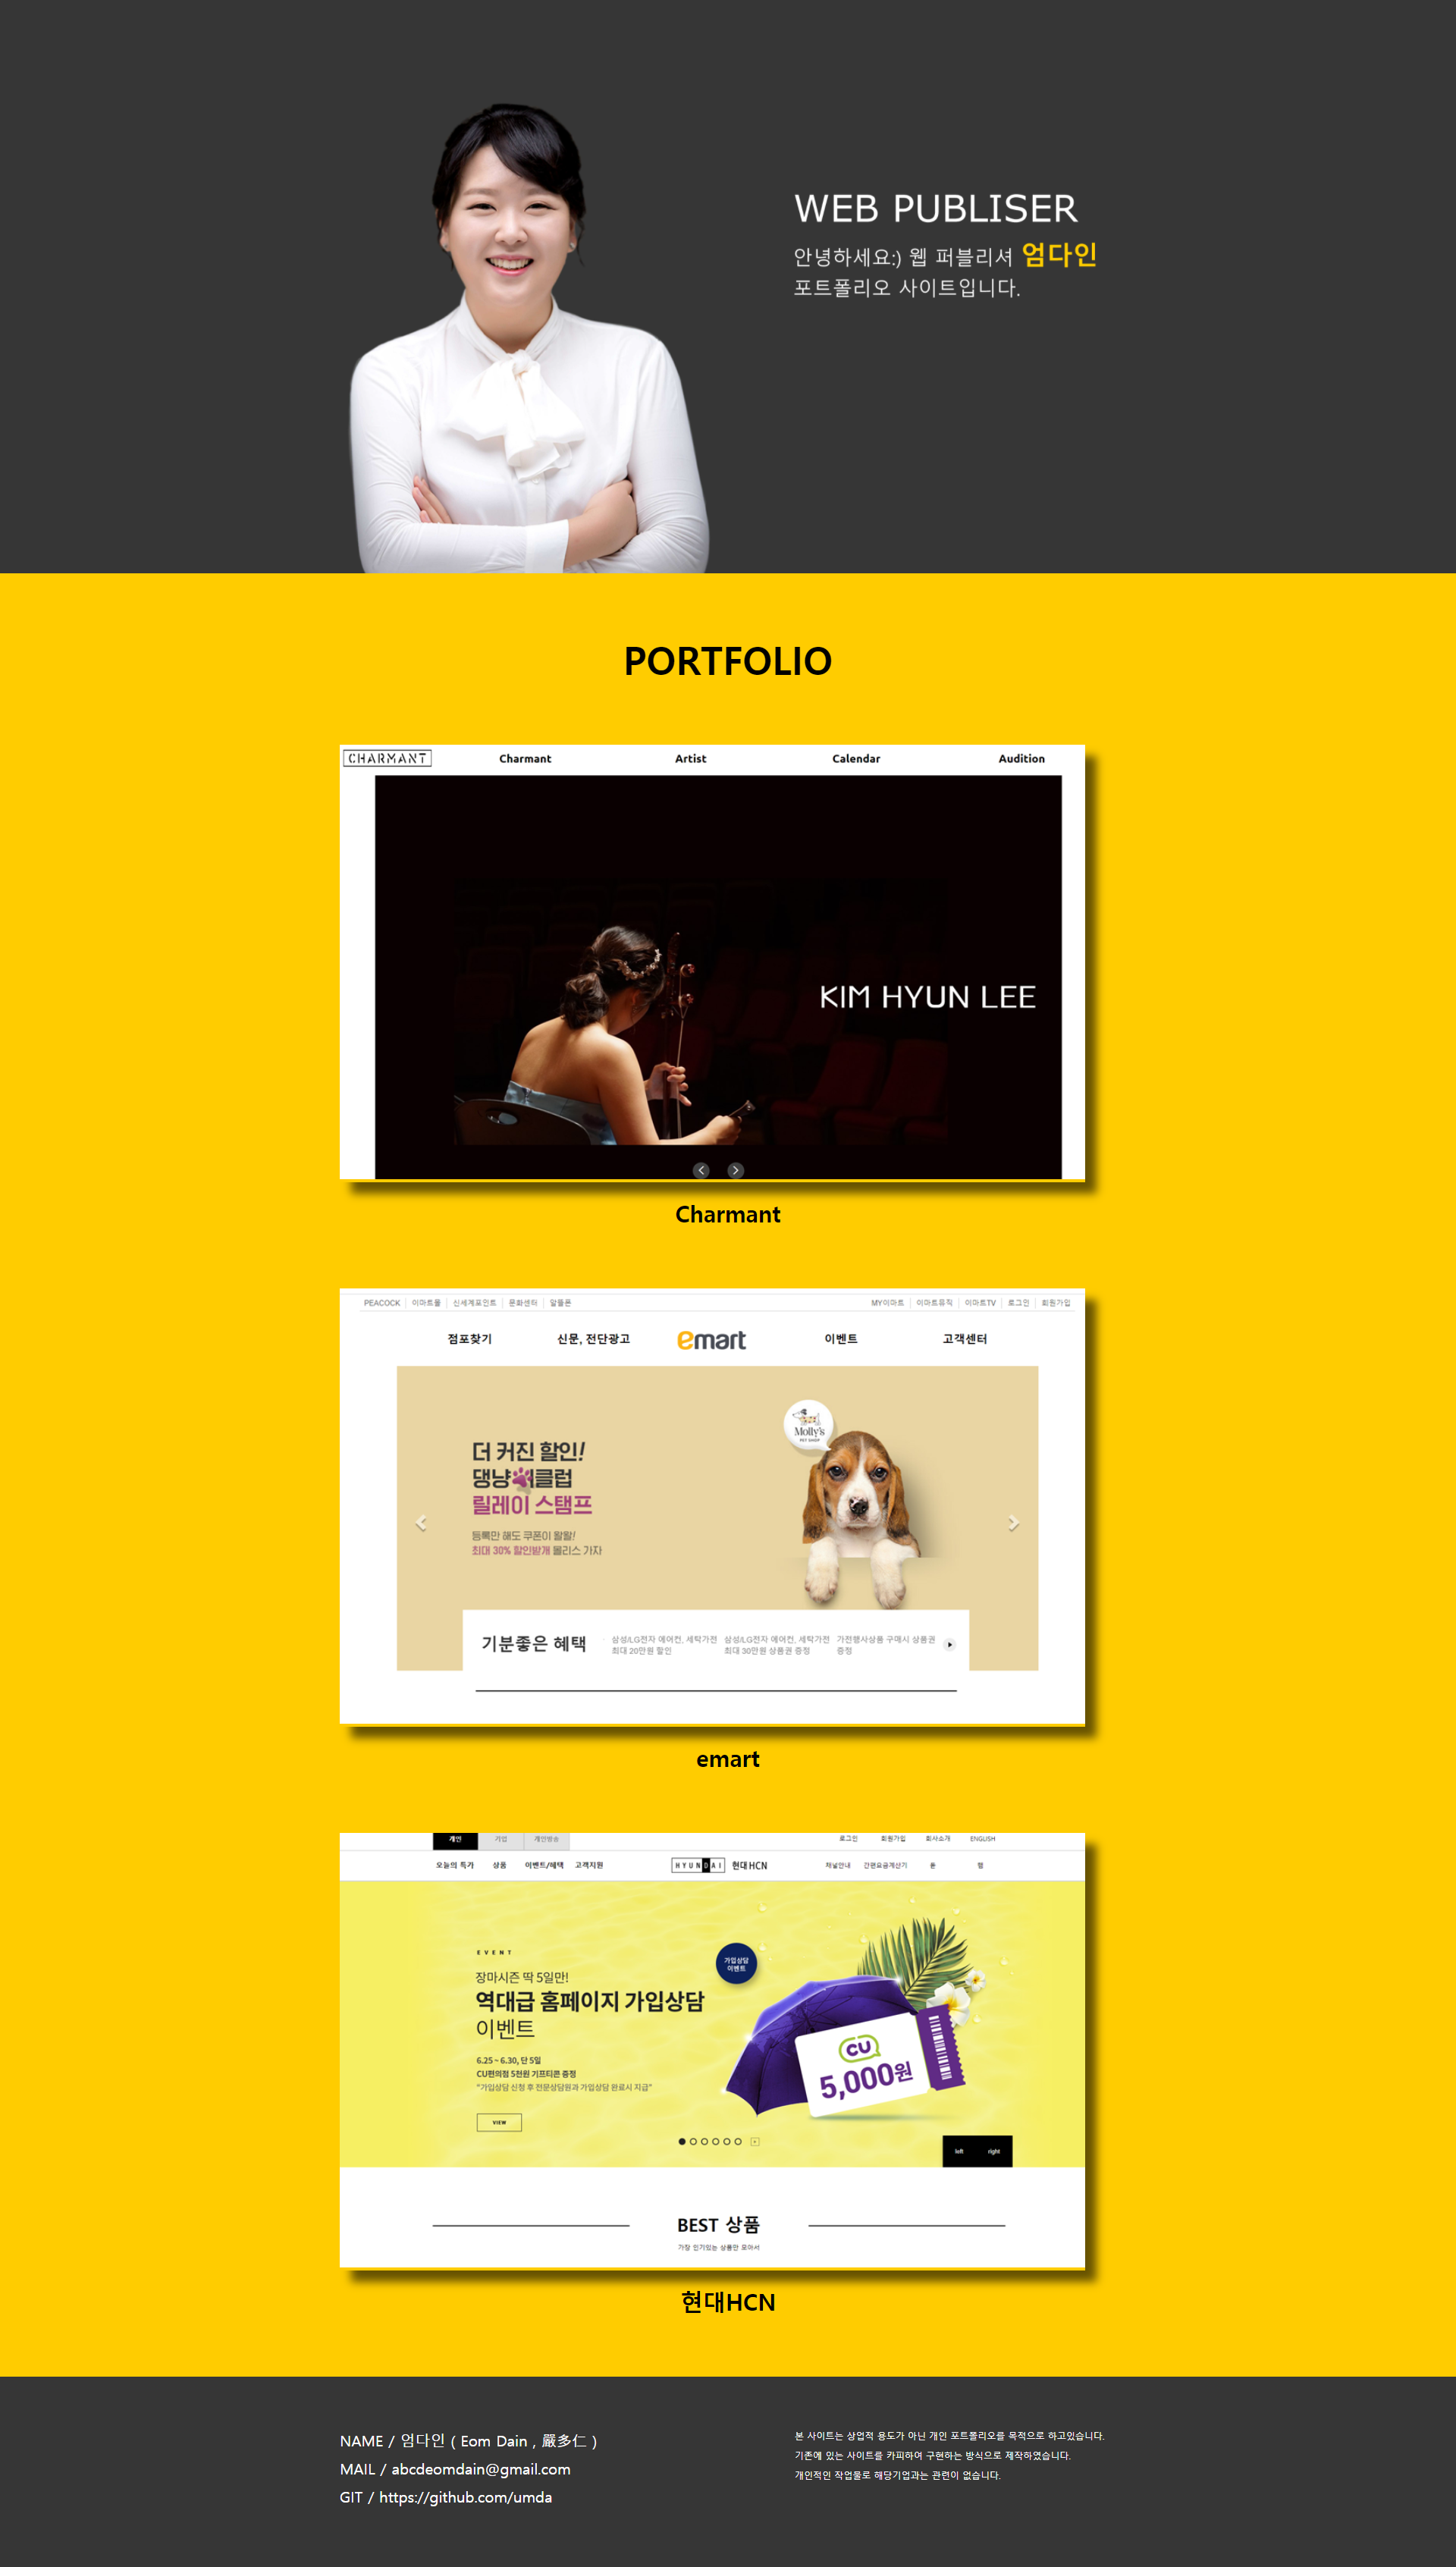 WEB PUBLISER
안녕하세요:) 웹 퍼블리셔 엄다인
포트폴리오 사이트입니다.
PORTFOLIO
CHARMANT Charmant Artist Calendar Audition
KIM HYUN LEE
Charmant
PEACOCK 이마트몰 신세계포인트 문화센터 알뜰폰 MY이마트 이마트뮤직 이마트TV 로그인 회원가입
점포찾기 신문, 전단광고 emart 이벤트 고객센터
Molly's
PET SHOP
더 커진 할인!
댕냥 클럽
릴레이 스탬프
등록만 해도 쿠폰이 왈왈!
최대 30% 할인받개 몰리스 가자
기분좋은 혜택
삼성/LG전자 에어컨, 세탁가전 삼성/LG전자 에어컨, 세탁가전 가전행사상품 구매시 상품권
최대 20만원 할인 최대 30만원 상품권 증정 증정
emart
개인 기업 개인방송 로그인 회원가입 회사소개 ENGLISH
오늘의 특가 상품 이벤트/혜택 고객지원 HYUNDAI 현대HCN 채널안내 간편요금계산기
EVENT
가입상담
이벤트
장마시즌 딱 5일만!
역대급 홈페이지 가입상담
이벤트
6.25 ~ 6.30, 단 5일
CU편의점 5천원 기프티콘 증정
"가입상담 신청 후 전문상담원과 가입상담 완료시 지급"
CU
5,000원
VIEW
left right
BEST 상품
가장 인기있는 상품만 모아서
현대HCN
NAME / 엄다인 ( Eom Dain , 嚴多仁 )
MAIL / abcdeomdain@gmail.com
GIT / https://github.com/umda
본 사이트는 상업적 용도가 아닌 개인 포트폴리오를 목적으로 하고있습니다.
기존에 있는 사이트를 카피하여 구현하는 방식으로 제작하였습니다.
개인적인 작업물로 해당기업과는 관련이 없습니다.